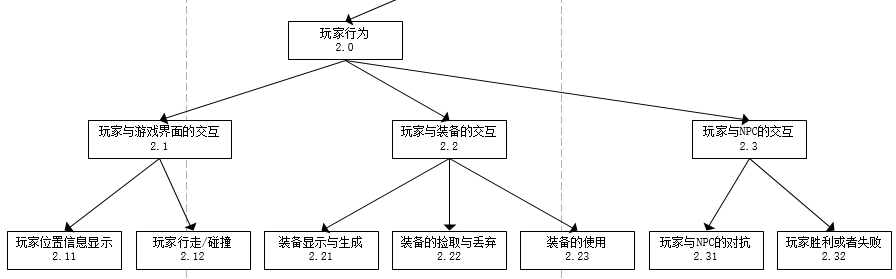 玩家行为
2.0
玩家与游戏界面的交互
2.1
玩家与装备的交互
2.2
玩家与NPC的交互
2.3
玩家位置信息显示
2.11
玩家行走/碰撞
2.12
装备显示与生成
2.21
装备的捡取与丢弃
2.22
装备的使用
2.23
玩家与NPC的对抗
2.31
玩家胜利或者失败
2.32